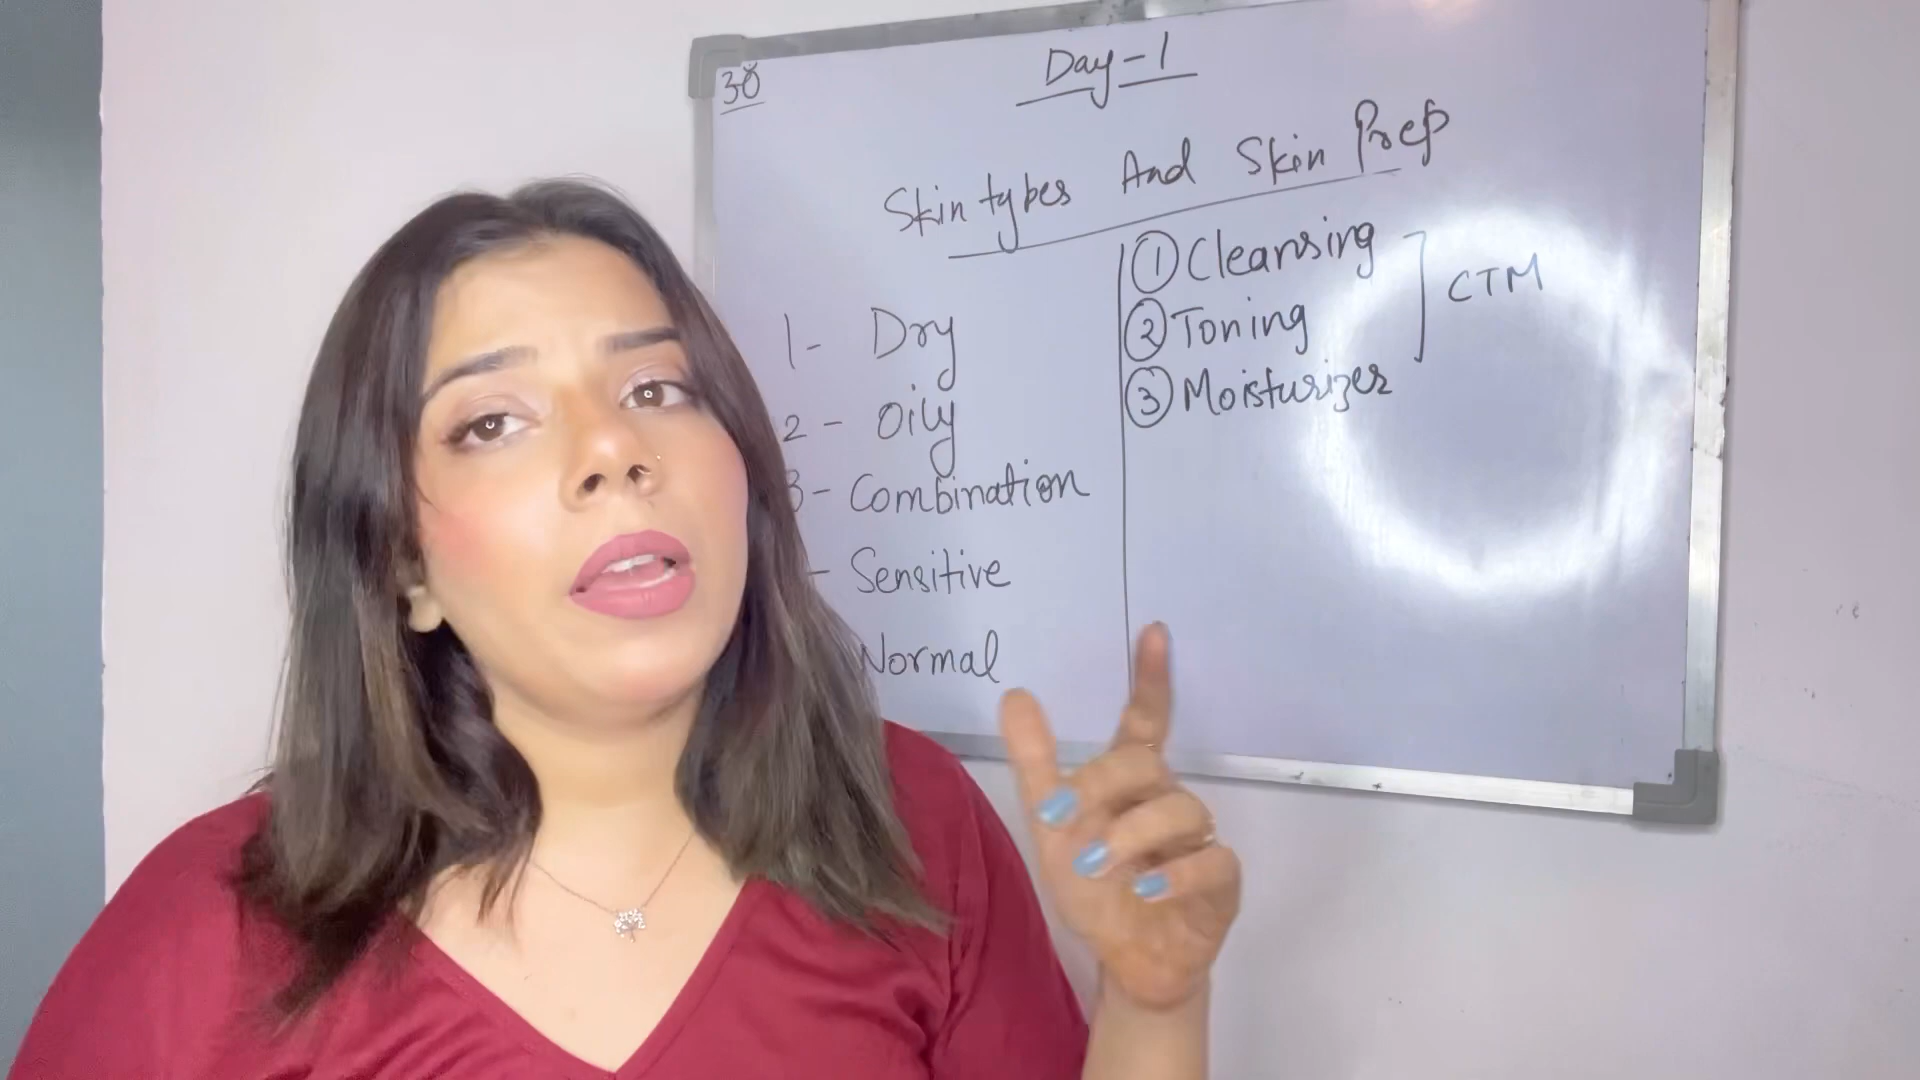 30
Day-1
Skin types And Skin Prep
1- Dry
2- Oily
3- Combination
- Sensitive
Normal
① Cleansing
② Toning
③ Moisturizer
CTM